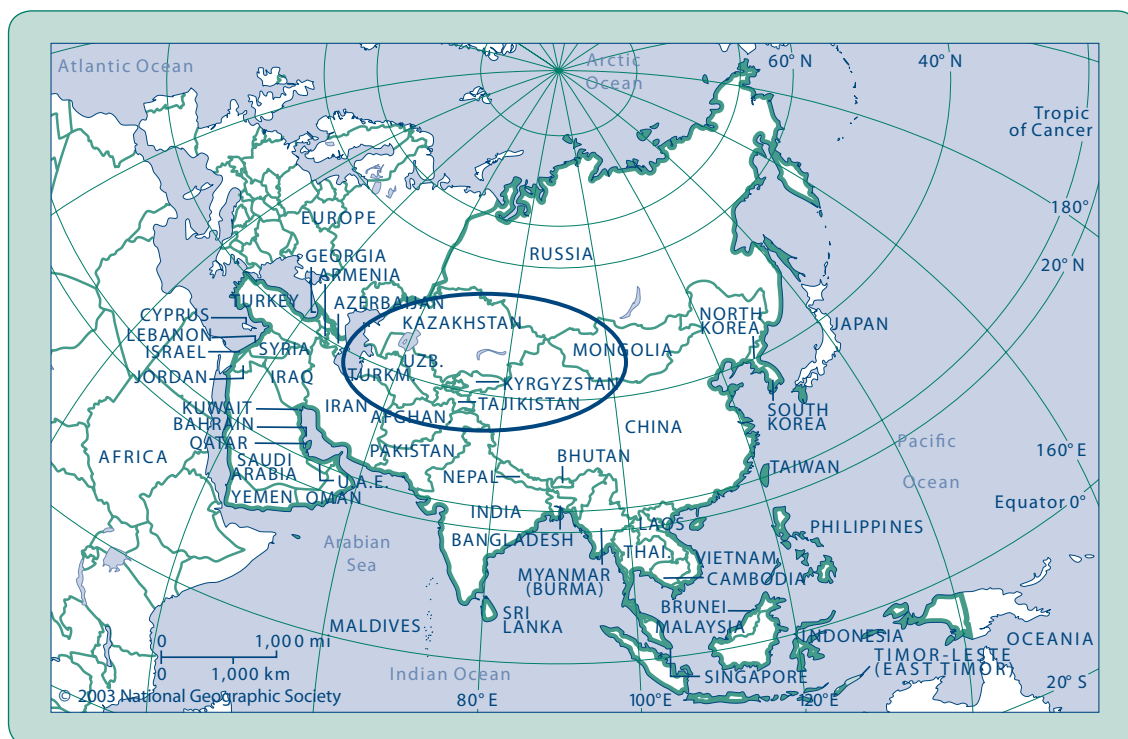 Atlantic Ocean
Arctic
Ocean
60° N
40° N
Tropic
of Cancer
180°
20° N
EUROPE
RUSSIA
GEORGIA
ARMENIA
AZERBAIJAN
TURKEY
CYPRUS
LEBANON
ISRAEL
JORDAN
SYRIA
IRAQ
KAZAKHSTAN
UZB.
TURKM.
KYRGYZSTAN
TAJIKISTAN
MONGOLIA
NORTH
KOREA
JAPAN
SOUTH
KOREA
IRAN
AFGHAN
KUWAIT
BAHRAIN
QATAR
SAUDI
ARABIA
U.A.E.
YEMEN
OMAN
AFRICA
PAKISTAN
NEPAL
BHUTAN
CHINA
TAIWAN
Pacific
Ocean
160° E
Equator 0°
INDIA
BANGLADESH
LAOS
THAI.
VIETNAM
CAMBODIA
PHILIPPINES
MYANMAR
(BURMA)
Arabian
Sea
MALDIVES
SRI
LANKA
BRUNEI
MALAYSIA
INDONESIA
OCEANIA
TIMOR-LESTE
(EAST TIMOR)
SINGAPORE
20° S
Indian Ocean
0 1,000 mi
0 1,000 km
© 2003 National Geographic Society
80° E
100° E
120° E